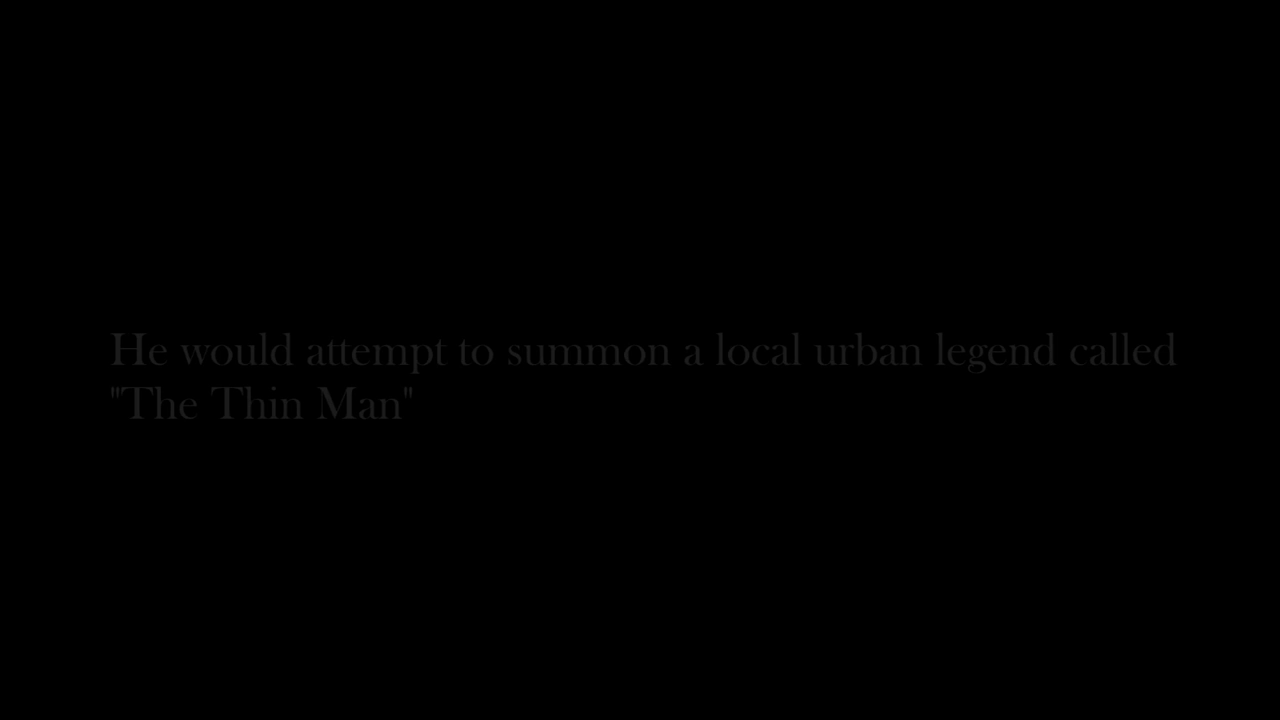 He would attempt to summon a local urban legend called
"The Thin Man"